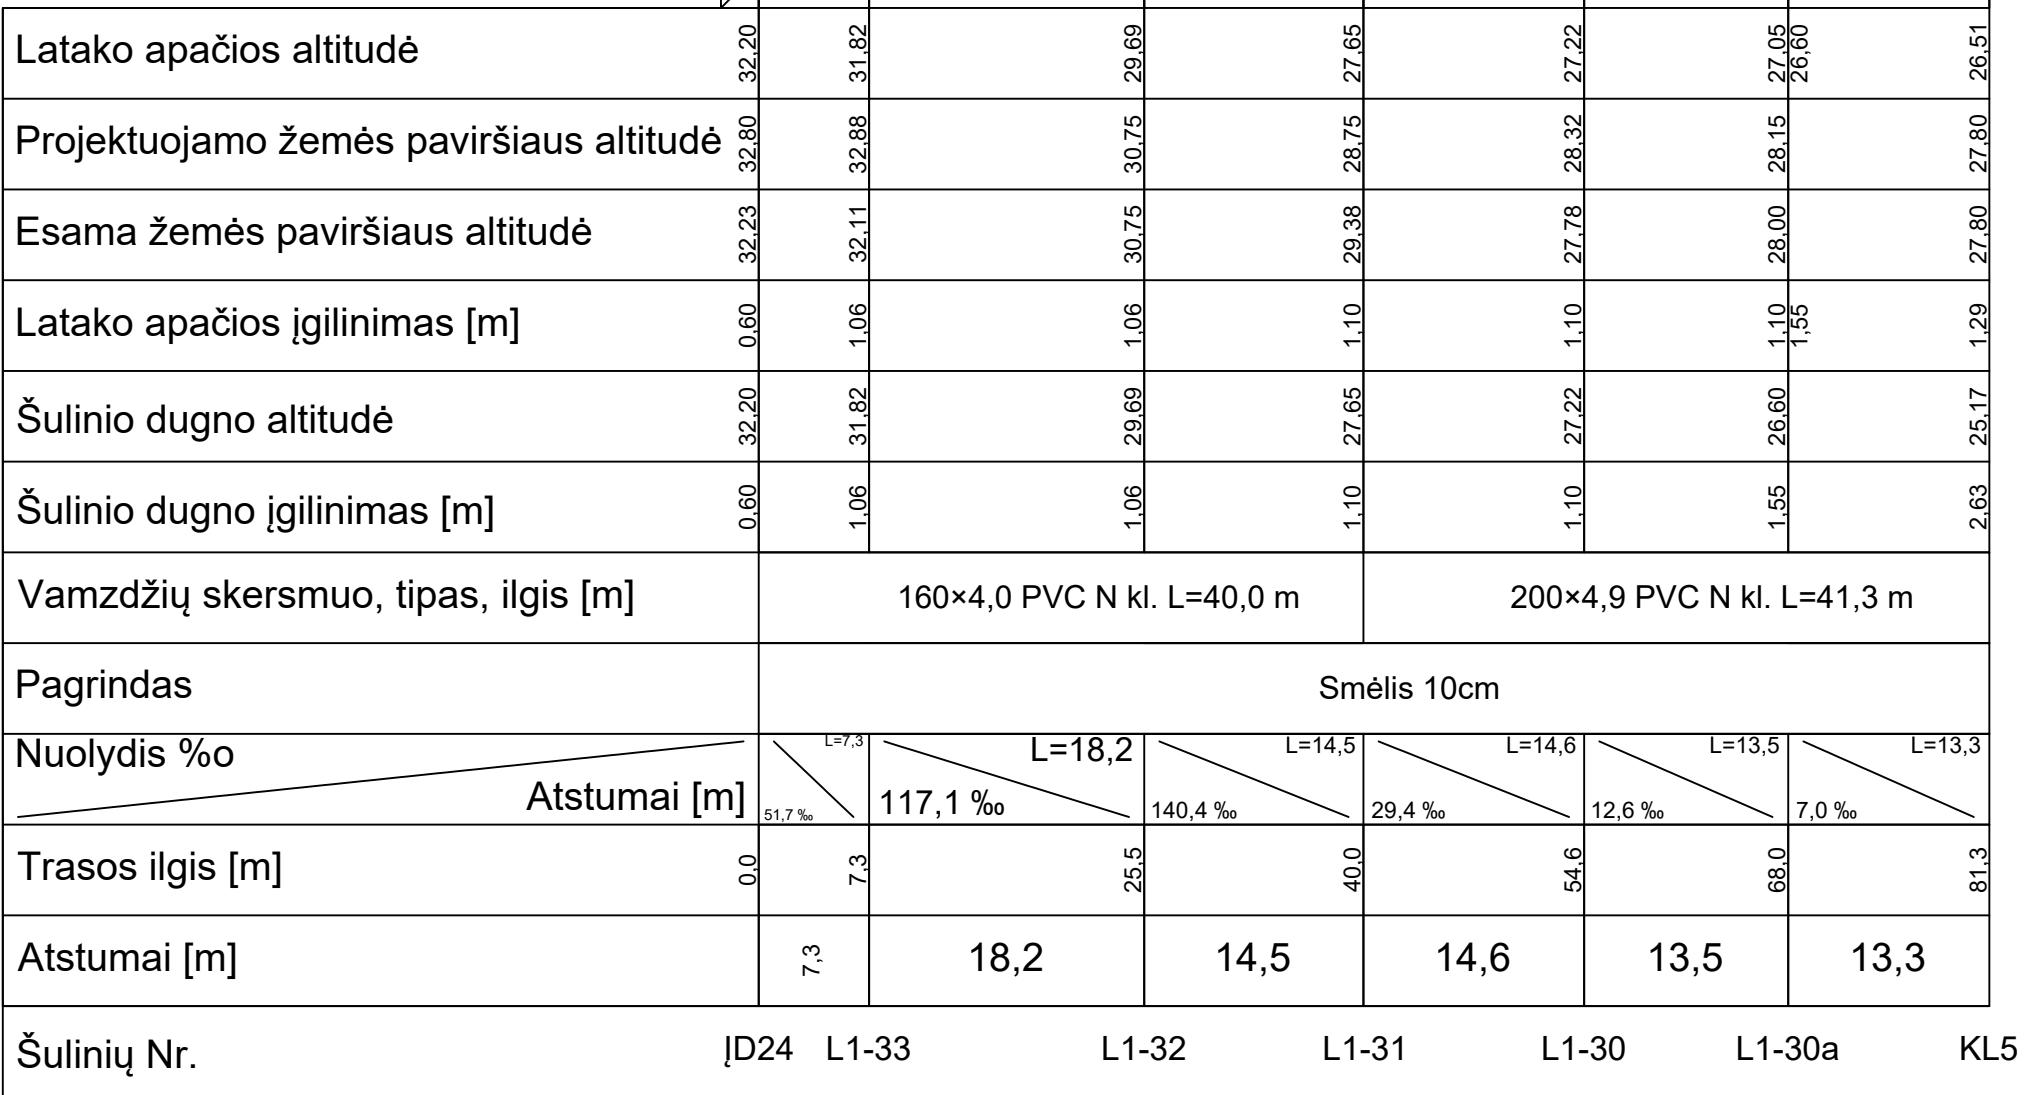 Latako apačios altitudė 32,20 31,82 29,69 27,65 27,22 27,05 26,60 26,51
Projektuojamo žemės paviršiaus altitudė 32,80 32,88 30,75 28,75 28,32 28,15 27,80
Esama žemės paviršiaus altitudė 32,23 32,11 30,75 29,38 27,78 28,00 27,80
Latako apačios įgilinimas [m] 0,60 1,06 1,06 1,10 1,10 1,10 1,55 1,29
Šulinio dugno altitudė 32,20 31,82 29,69 27,65 27,22 26,60 25,17
Šulinio dugno įgilinimas [m] 0,60 1,06 1,06 1,10 1,10 1,55 2,63
Vamzdžių skersmuo, tipas, ilgis [m] 160×4,0 PVC N kl. L=40,0 m 200×4,9 PVC N kl. L=41,3 m
Pagrindas Smėlis 10cm
Nuolydis %o L=7,3 L=18,2 L=14,5 L=14,6 L=13,5 L=13,3
Atstumai [m] 51,7 ‰ 117,1 ‰ 140,4 ‰ 29,4 ‰ 12,6 ‰ 7,0 ‰
Trasos ilgis [m] 0,0 7,3 25,5 40,0 54,6 68,0 81,3
Atstumai [m] 7,3 18,2 14,5 14,6 13,5 13,3
Šulinių Nr. ĮD24 L1-33 L1-32 L1-31 L1-30 L1-30a KL5